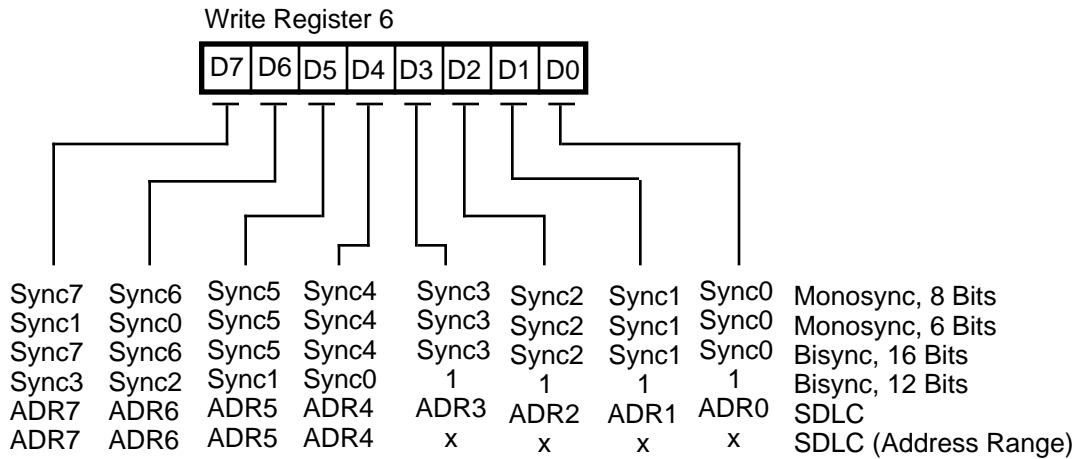 Write Register 6
D7 D6 D5 D4 D3 D2 D1 D0
Sync7 Sync6 Sync5 Sync4 Sync3 Sync2 Sync1 Sync0 Monosync, 8 Bits
Sync1 Sync0 Sync5 Sync4 Sync3 Sync2 Sync1 Sync0 Monosync, 6 Bits
Sync7 Sync6 Sync5 Sync4 Sync3 Sync2 Sync1 Sync0 Bisync, 16 Bits
Sync3 Sync2 Sync1 Sync0 1 1 1 1 Bisync, 12 Bits
ADR7 ADR6 ADR5 ADR4 ADR3 ADR2 ADR1 ADR0 SDLC
ADR7 ADR6 ADR5 ADR4 x x x x SDLC (Address Range)